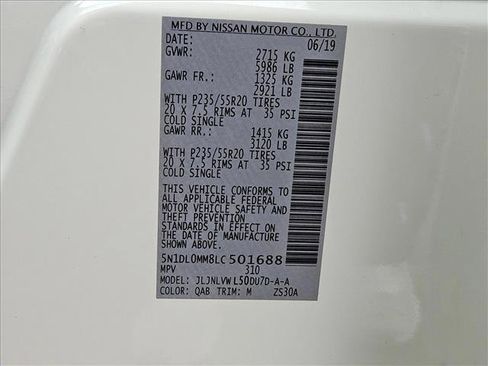 MFD BY NISSAN MOTOR CO., LTD.
DATE: 06/19
GVWR: 2715 KG
5986 LB
GAWR FR.: 1325 KG
2921 LB
WITH P235/55R20 TIRES
20 X 7.5 RIMS AT 35 PSI
COLD SINGLE
GAWR RR.: 1415 KG
3120 LB
WITH P235/55R20 TIRES
20 X 7.5 RIMS AT 35 PSI
COLD SINGLE
THIS VEHICLE CONFORMS TO
ALL APPLICABLE FEDERAL
MOTOR VEHICLE SAFETY AND
THEFT PREVENTION
STANDARDS IN EFFECT ON THE
DATE OF MANUFACTURE
SHOWN ABOVE.
5N1DL0MM8LC501688
MPV 310
MODEL: JLJNLVWL50DU7D-A-A
COLOR: QAB TRIM: M ZS30A